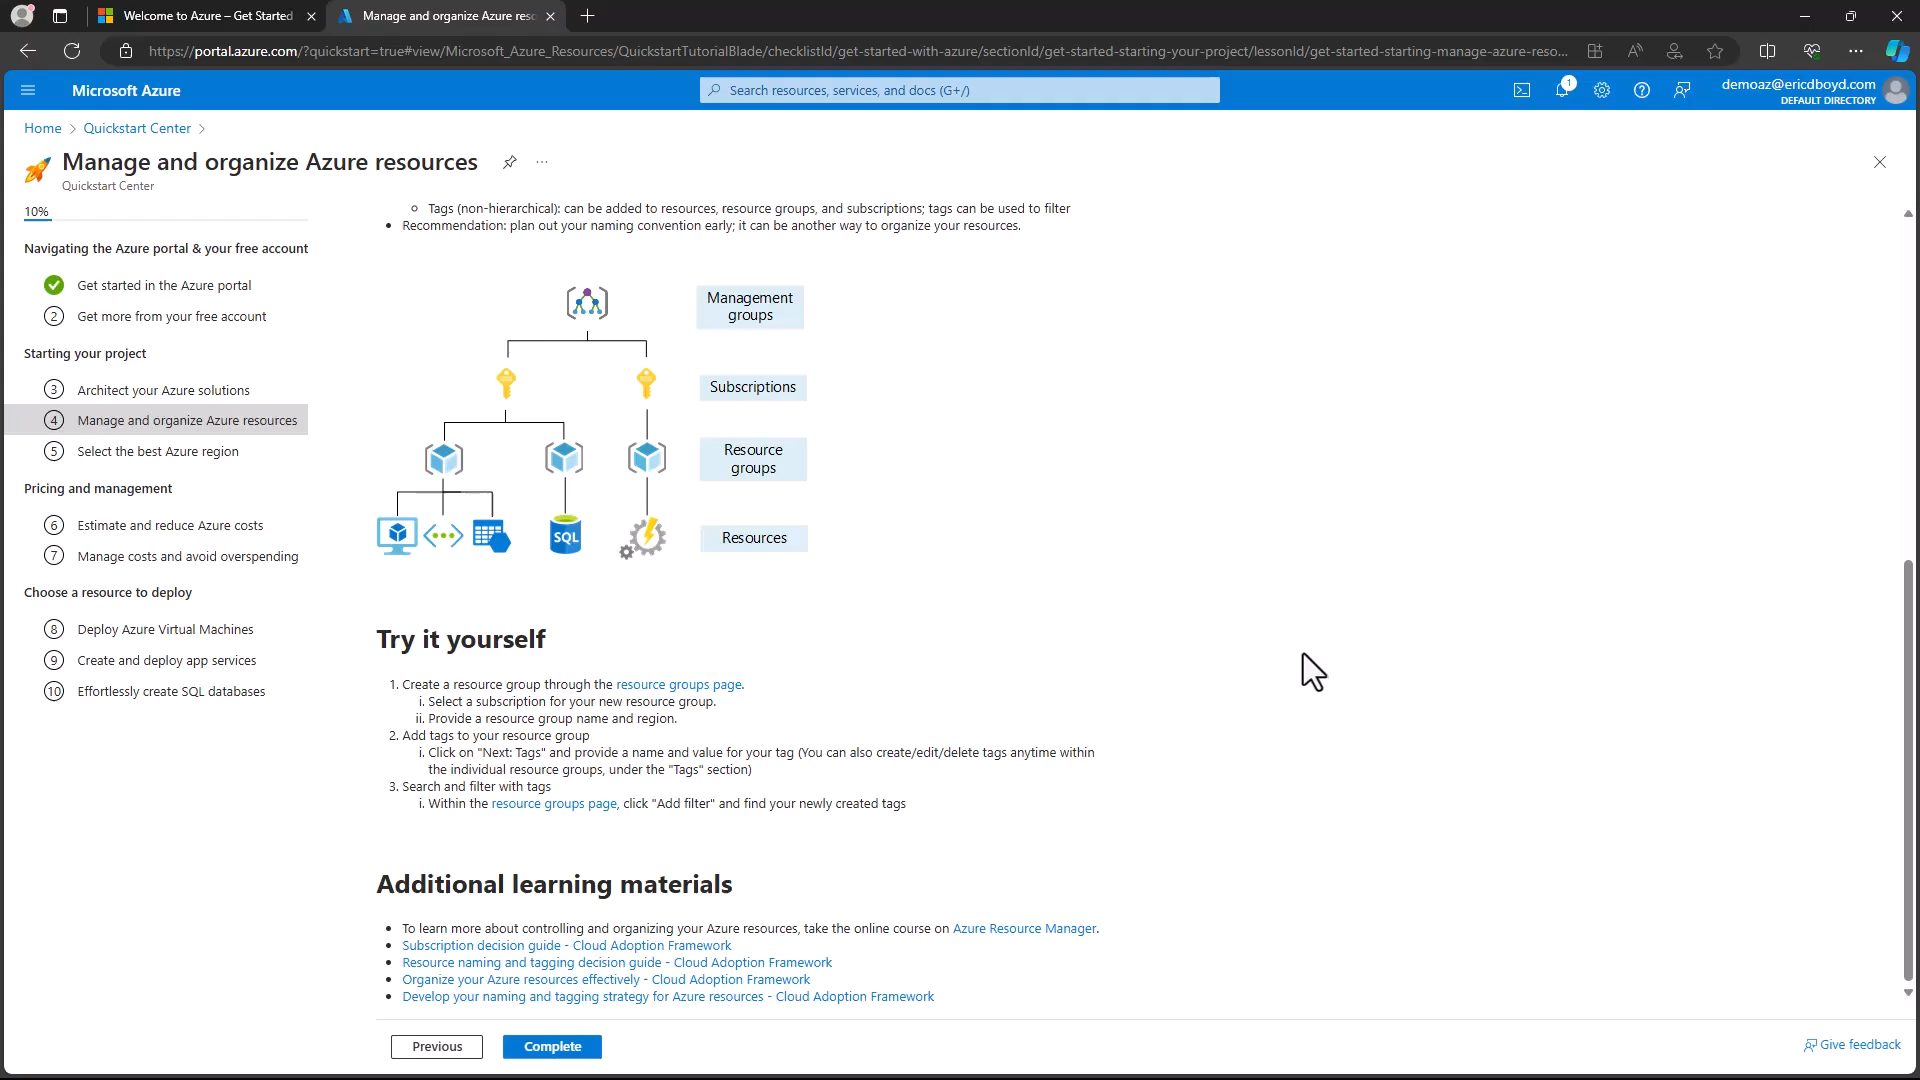 Welcome to Azure – Get Started
Manage and organize Azure reso
https://portal.azure.com/?quickstart=true#view/Microsoft_Azure_Resources/QuickstartTutorialBlade/checklistId/get-started-with-azure/sectionId/get-started-starting-your-project/lessonId/get-started-starting-manage-azure-reso...
Microsoft Azure
Search resources, services, and docs (G+/)
1
demoaz@ericdboyd.com
DEFAULT DIRECTORY
Home > Quickstart Center >
Manage and organize Azure resources
Quickstart Center
10%
Navigating the Azure portal & your free account
Get started in the Azure portal
2 Get more from your free account
Starting your project
3 Architect your Azure solutions
4 Manage and organize Azure resources
5 Select the best Azure region
Pricing and management
6 Estimate and reduce Azure costs
7 Manage costs and avoid overspending
Choose a resource to deploy
8 Deploy Azure Virtual Machines
9 Create and deploy app services
10 Effortlessly create SQL databases
Tags (non-hierarchical): can be added to resources, resource groups, and subscriptions; tags can be used to filter
Recommendation: plan out your naming convention early; it can be another way to organize your resources.
Management
groups
Subscriptions
Resource
groups
SQL
Resources
Try it yourself
1. Create a resource group through the resource groups page.
i. Select a subscription for your new resource group.
ii. Provide a resource group name and region.
2. Add tags to your resource group
i. Click on "Next: Tags" and provide a name and value for your tag (You can also create/edit/delete tags anytime within
the individual resource groups, under the "Tags" section)
3. Search and filter with tags
i. Within the resource groups page, click "Add filter" and find your newly created tags
Additional learning materials
To learn more about controlling and organizing your Azure resources, take the online course on Azure Resource Manager.
Subscription decision guide - Cloud Adoption Framework
Resource naming and tagging decision guide - Cloud Adoption Framework
Organize your Azure resources effectively - Cloud Adoption Framework
Develop your naming and tagging strategy for Azure resources - Cloud Adoption Framework
Previous
Complete
Give feedback